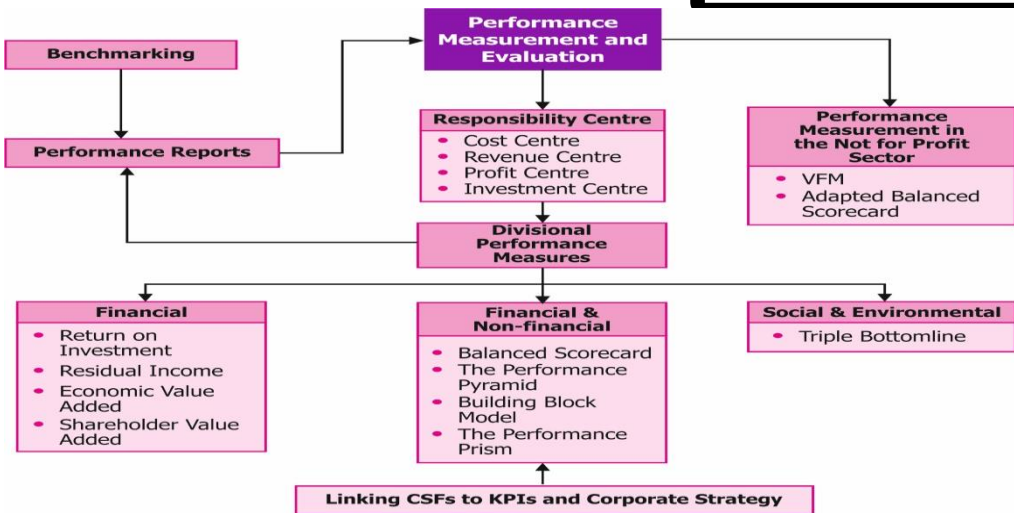 Performance
Measurement and
Evaluation
Benchmarking
Performance Reports
Responsibility Centre
• Cost Centre
• Revenue Centre
• Profit Centre
• Investment Centre
Performance
Measurement in
the Not for Profit
Sector
• VFM
• Adapted Balanced
Scorecard
Divisional
Performance
Measures
Financial
• Return on
Investment
• Residual Income
• Economic Value
Added
• Shareholder Value
Added
Financial &
Non-financial
• Balanced Scorecard
• The Performance
Pyramid
• Building Block
Model
• The Performance
Prism
Social & Environmental
• Triple Bottomline
Linking CSFs to KPIs and Corporate Strategy